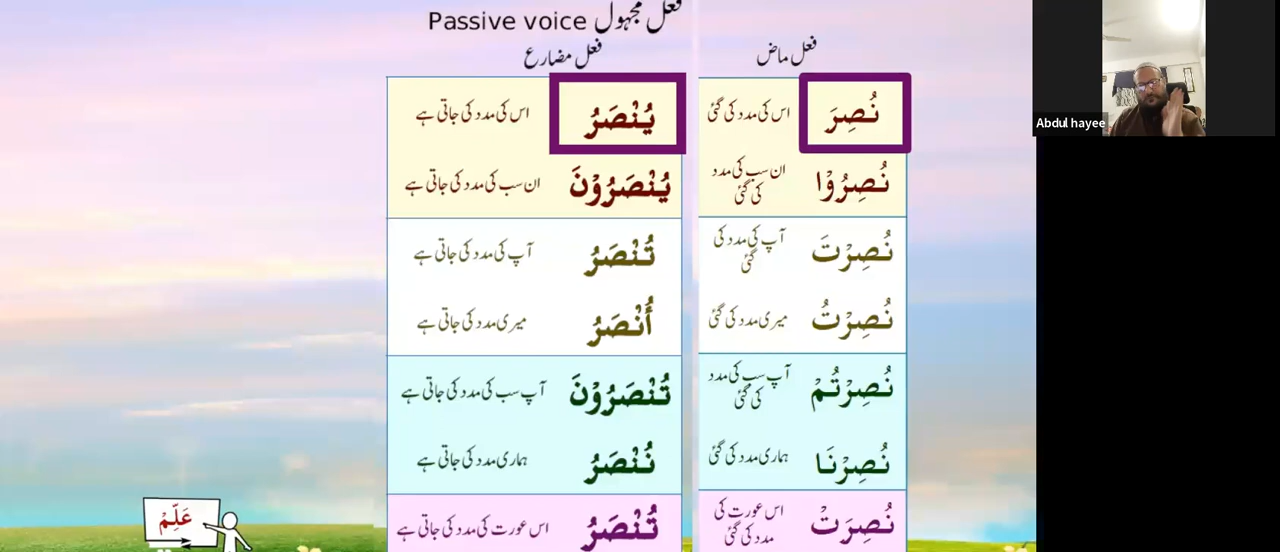 فعل مجہول Passive voice
فعل ماض
فعل مضارع
نُصِرَ اس کی مدد کی گئی
يُنْصَرُ اس کی مدد کی جاتی ہے
نُصِرُوْا ان سب کی مدد
کی گئی
يُنْصَرُوْنَ ان سب کی مدد کی جاتی ہے
نُصِرْتَ آپ کی مدد کی
گئی
تُنْصَرُ آپ کی مدد کی جاتی ہے
نُصِرْتُ میری مدد کی گئی
أُنْصَرُ میری مدد کی جاتی ہے
نُصِرْتُمْ آپ سب کی مدد
کی گئی
تُنْصَرُوْنَ آپ سب کی مدد کی جاتی ہے
نُصِرْنَا ہماری مدد کی گئی
نُنْصَرُ ہماری مدد کی جاتی ہے
نُصِرَتْ اس عورت کی
مدد کی گئی
تُنْصَرُ اس عورت کی مدد کی جاتی ہے
عَلِّمْ
Abdul hayee